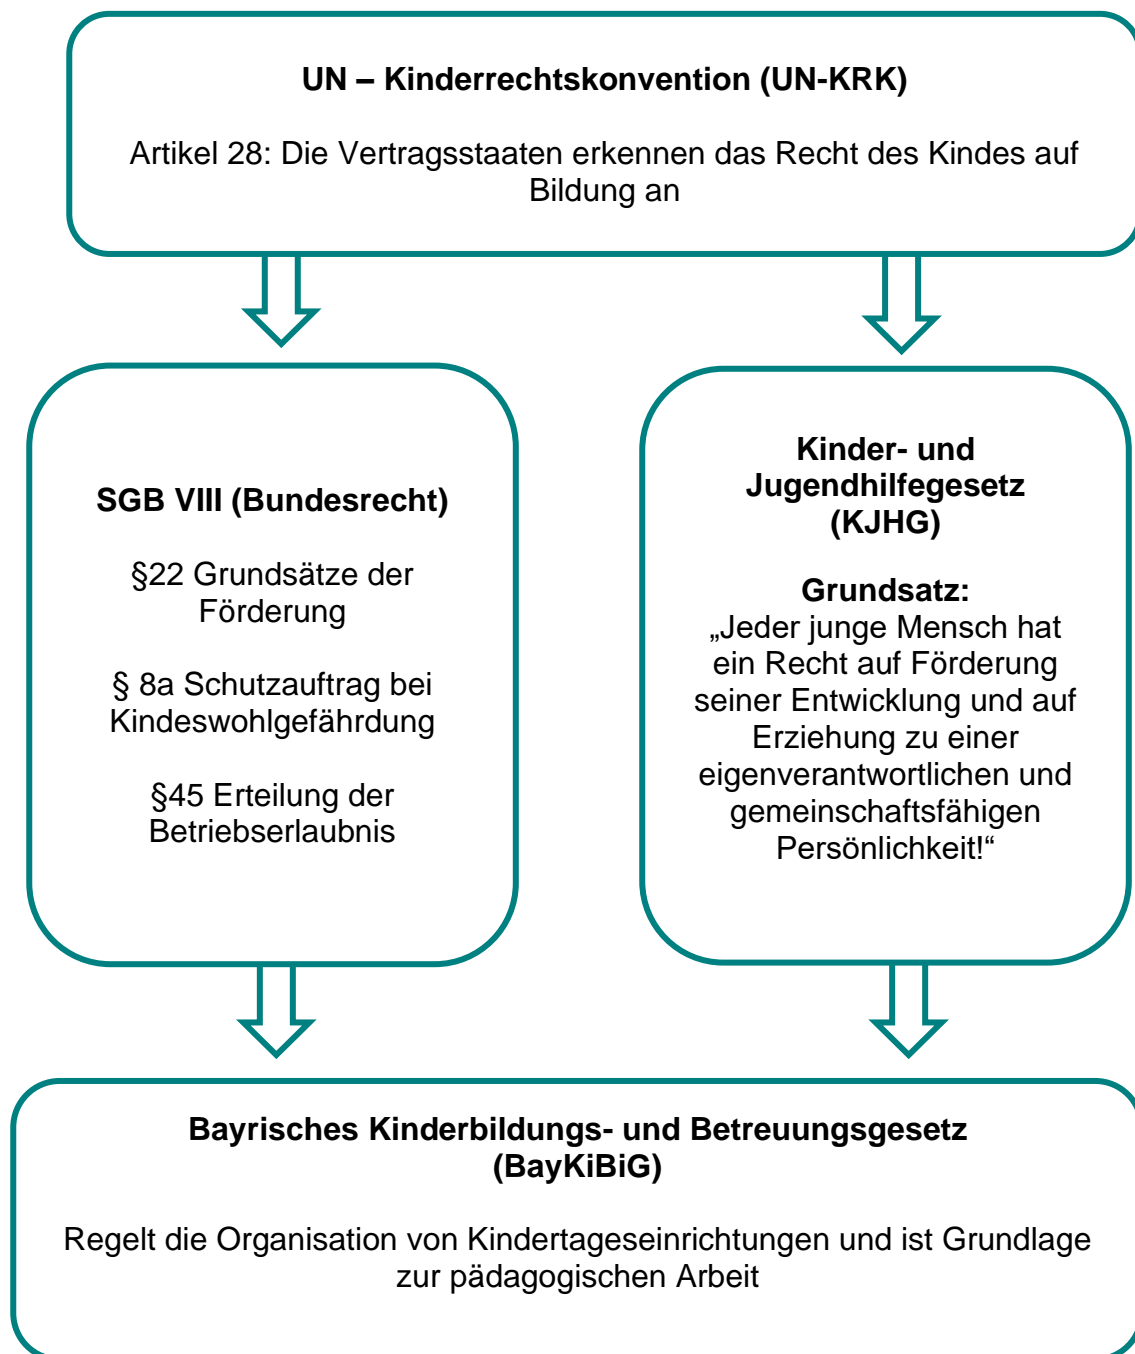 UN – Kinderrechtskonvention (UN-KRK)
Artikel 28: Die Vertragsstaaten erkennen das Recht des Kindes auf
Bildung an
SGB VIII (Bundesrecht)
§22 Grundsätze der
Förderung
§ 8a Schutzauftrag bei
Kindeswohlgefährdung
§45 Erteilung der
Betriebserlaubnis
Kinder- und
Jugendhilfegesetz
(KJHG)
Grundsatz:
„Jeder junge Mensch hat
ein Recht auf Förderung
seiner Entwicklung und auf
Erziehung zu einer
eigenverantwortlichen und
gemeinschaftsfähigen
Persönlichkeit!“
Bayrisches Kinderbildungs- und Betreuungsgesetz
(BayKiBiG)
Regelt die Organisation von Kindertageseinrichtungen und ist Grundlage
zur pädagogischen Arbeit